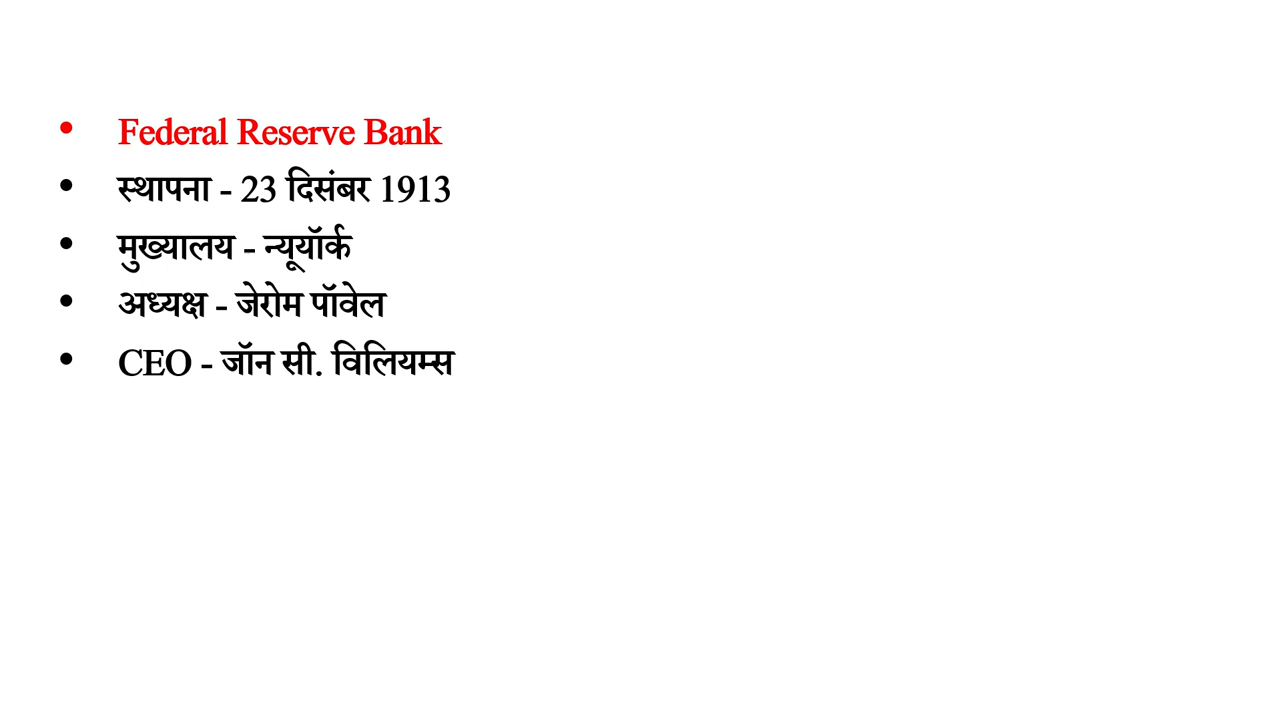 • Federal Reserve Bank
• स्थापना - 23 दिसंबर 1913
• मुख्यालय - न्यूयॉर्क
• अध्यक्ष - जेरोम पॉवेल
• CEO - जॉन सी. विलियम्स